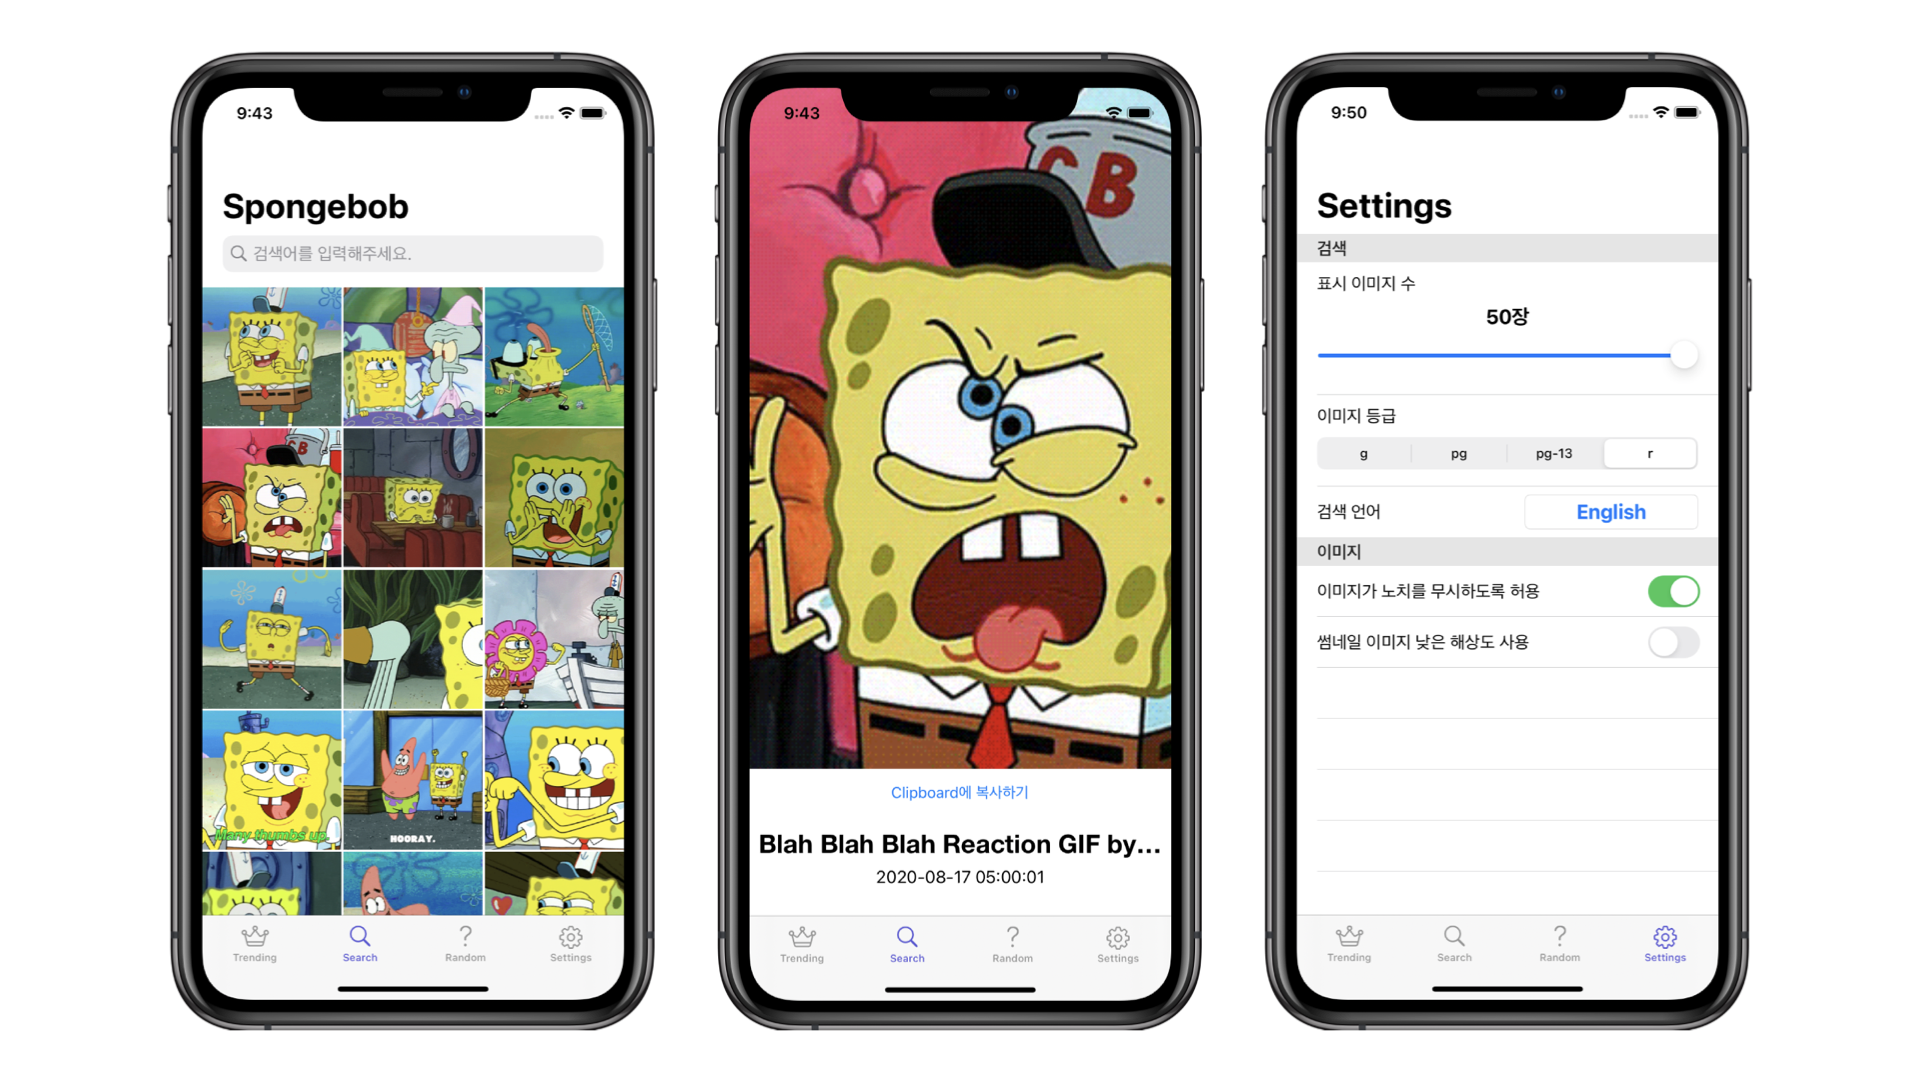 9:43
Spongebob
검색어를 입력해주세요.
CB
Many thumbs up.
HOORAY.
Trending
Search
Random
Settings
9:43
CB
Clipboard에 복사하기
Blah Blah Blah Reaction GIF by...
2020-08-17 05:00:01
Trending
Search
Random
Settings
9:50
Settings
검색
표시 이미지 수
50장
이미지 등급
g pg pg-13 r
검색 언어 English
이미지
이미지가 노치를 무시하도록 허용
썸네일 이미지 낮은 해상도 사용
Trending
Search
Random
Settings